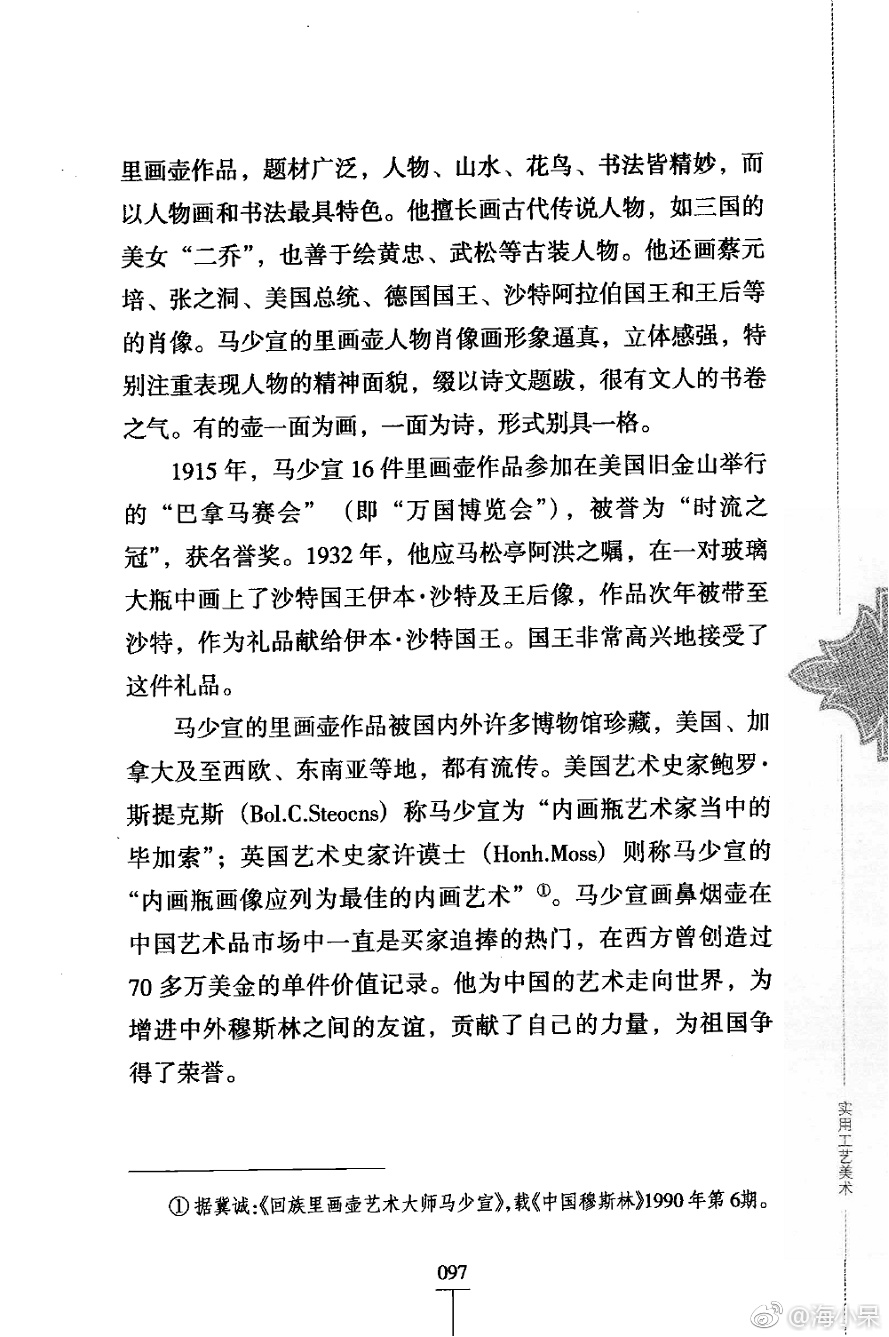 里画壶作品，题材广泛，人物、山水、花鸟、书法皆精妙，而
以人物画和书法最具特色。他擅长画古代传说人物，如三国的
美女“二乔”，也善于绘黄忠、武松等古装人物。他还画蔡元
培、张之洞、美国总统、德国国王、沙特阿拉伯国王和王后等
的肖像。马少宣的里画壶人物肖像画形象逼真，立体感强，特
别注重表现人物的精神面貌，缀以诗文题跋，很有文人的书卷
之气。有的壶一面为画，一面为诗，形式别具一格。
1915 年，马少宣 16 件里画壶作品参加在美国旧金山举行
的“巴拿马赛会”（即“万国博览会”），被誉为“时流之
冠”，获名誉奖。1932 年，他应马松亭阿洪之嘱，在一对玻璃
大瓶中画上了沙特国王伊本·沙特及王后像，作品次年被带至
沙特，作为礼品献给伊本·沙特国王。国王非常高兴地接受了
这件礼品。
马少宣的里画壶作品被国内外许多博物馆珍藏，美国、加
拿大及至西欧、东南亚等地，都有流传。美国艺术史家鲍罗·
斯提克斯（Bol.C.Steocns）称马少宣为“内画瓶艺术家当中的
毕加索”；英国艺术史家许谟士（Honh.Moss）则称马少宣的
“内画瓶画像应列为最佳的内画艺术”①。马少宣画鼻烟壶在
中国艺术品市场中一直是买家追捧的热门，在西方曾创造过
70 多万美金的单件价值记录。他为中国的艺术走向世界，为
增进中外穆斯林之间的友谊，贡献了自己的力量，为祖国争
得了荣誉。
实用工艺美术
① 据冀诚:《回族里画壶艺术大师马少宣》,载《中国穆斯林》1990 年第 6期。
097
@海小呆